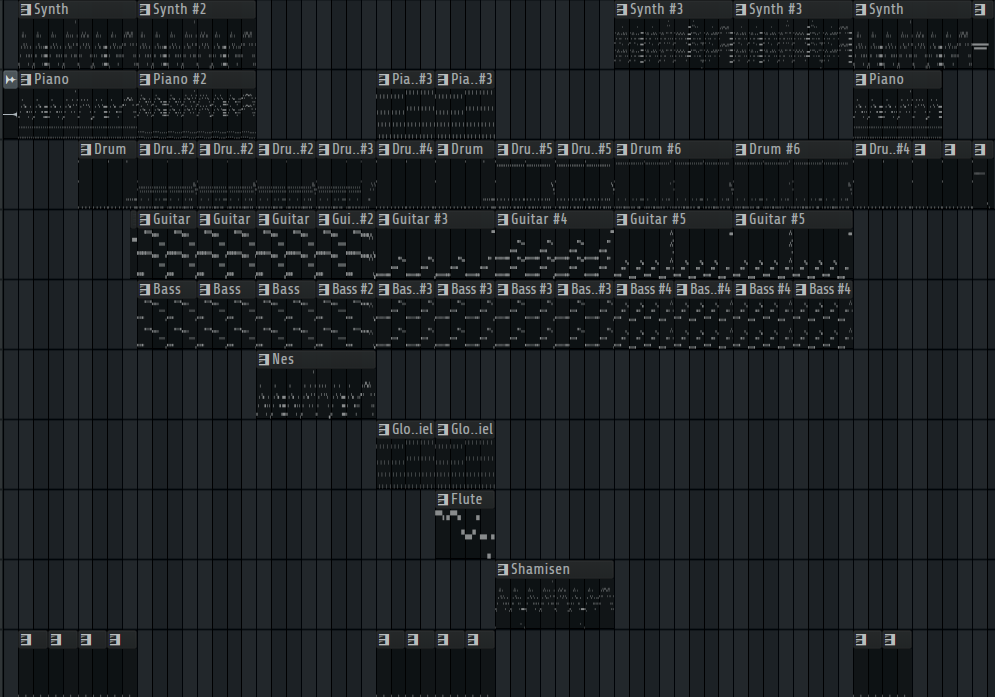 Synth Synth #2 Synth #3 Synth #3 Synth
Piano Piano #2 Pia..#3 Pia..#3 Piano
Drum Dru..#2 Dru..#2 Dru..#2 Dru..#3 Dru..#4 Drum Dru..#5 Dru..#5 Drum #6 Drum #6 Dru..#4
Guitar Guitar Guitar Gui..#2 Guitar #3 Guitar #4 Guitar #5 Guitar #5
Bass Bass Bass Bass #2 Bas..#3 Bass #3 Bass #3 Bas..#3 Bass #4 Bas..#4 Bass #4 Bass #4
Nes
Glo..iel Glo..iel
Flute
Shamisen